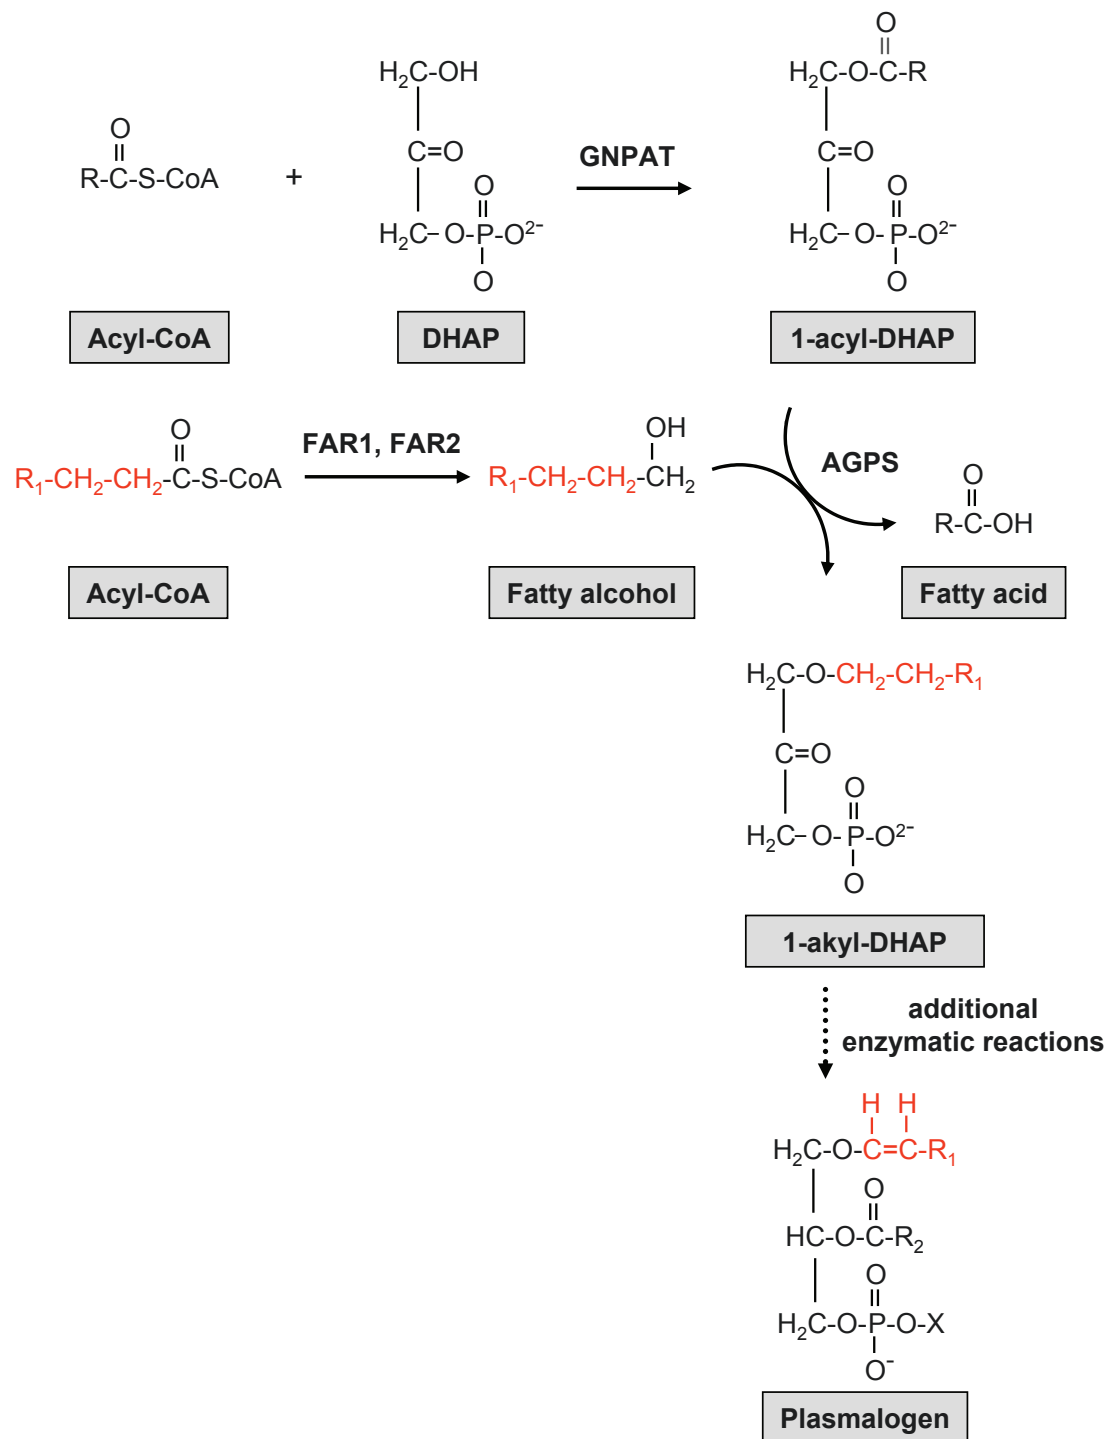 O
H₂C-OH
H₂C-O-C-R
O
R-C-S-CoA
+
C=O
GNPAT
C=O
O
O
H₂C-O-P-O²⁻
H₂C-O-P-O²⁻
O
O
Acyl-CoA
DHAP
1-acyl-DHAP
O
R₁-CH₂-CH₂-C-S-CoA
FAR1, FAR2
OH
R₁-CH₂-CH₂-CH₂
AGPS
O
R-C-OH
Acyl-CoA
Fatty alcohol
Fatty acid
H₂C-O-CH₂-CH₂-R₁
C=O
O
H₂C-O-P-O²⁻
O
1-akyl-DHAP
additional
enzymatic reactions
H H
H₂C-O-C=C-R₁
O
HC-O-C-R₂
O
H₂C-O-P-O-X
O⁻
Plasmalogen